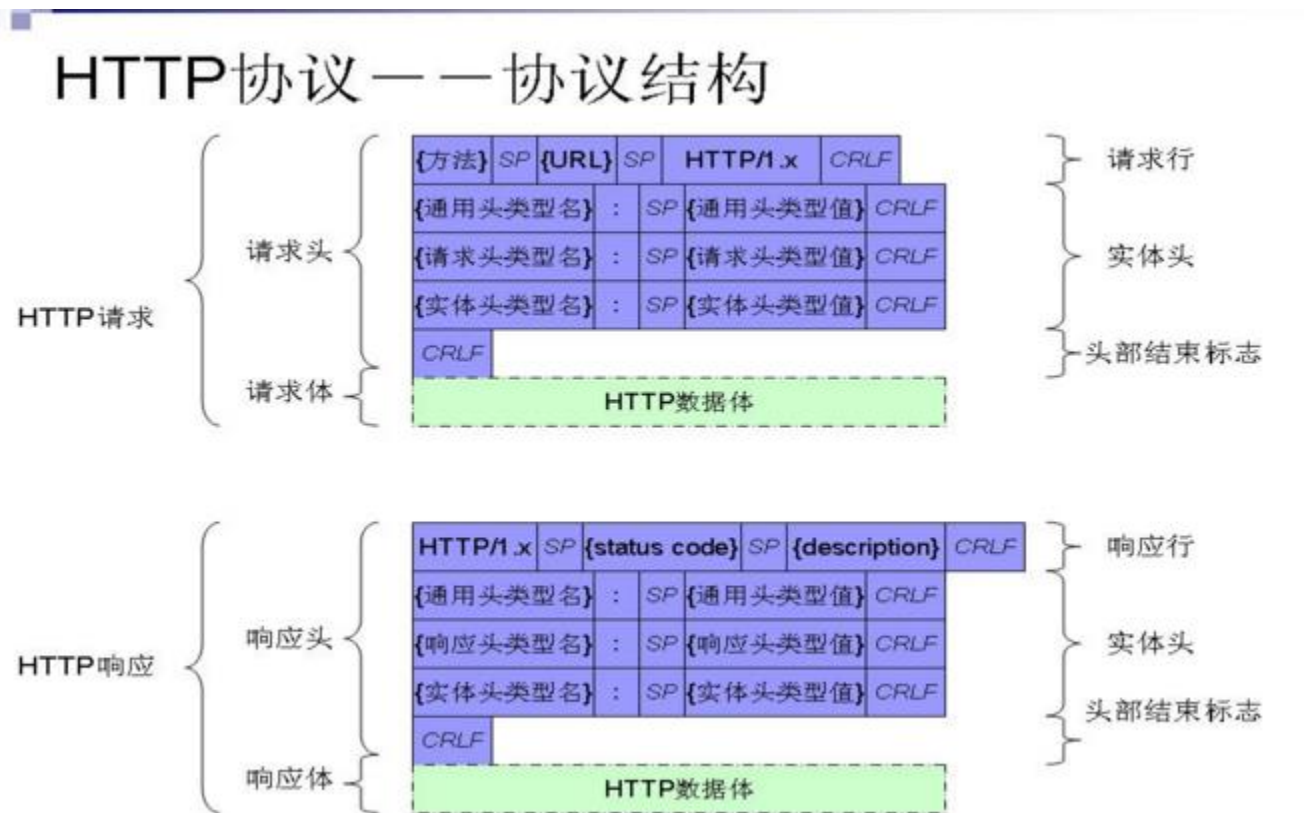 HTTP协议－－协议结构
{方法} SP {URL} SP HTTP/1.x CRLF 请求行
{通用头类型名} : SP {通用头类型值} CRLF
请求头 {请求头类型名} : SP {请求头类型值} CRLF 实体头
{实体头类型名} : SP {实体头类型值} CRLF
HTTP请求
CRLF 头部结束标志
请求体 HTTP数据体
HTTP/1.x SP {status code} SP {description} CRLF 响应行
{通用头类型名} : SP {通用头类型值} CRLF
响应头 {响应头类型名} : SP {响应头类型值} CRLF 实体头
HTTP响应
{实体头类型名} : SP {实体头类型值} CRLF
头部结束标志
CRLF
响应体 HTTP数据体